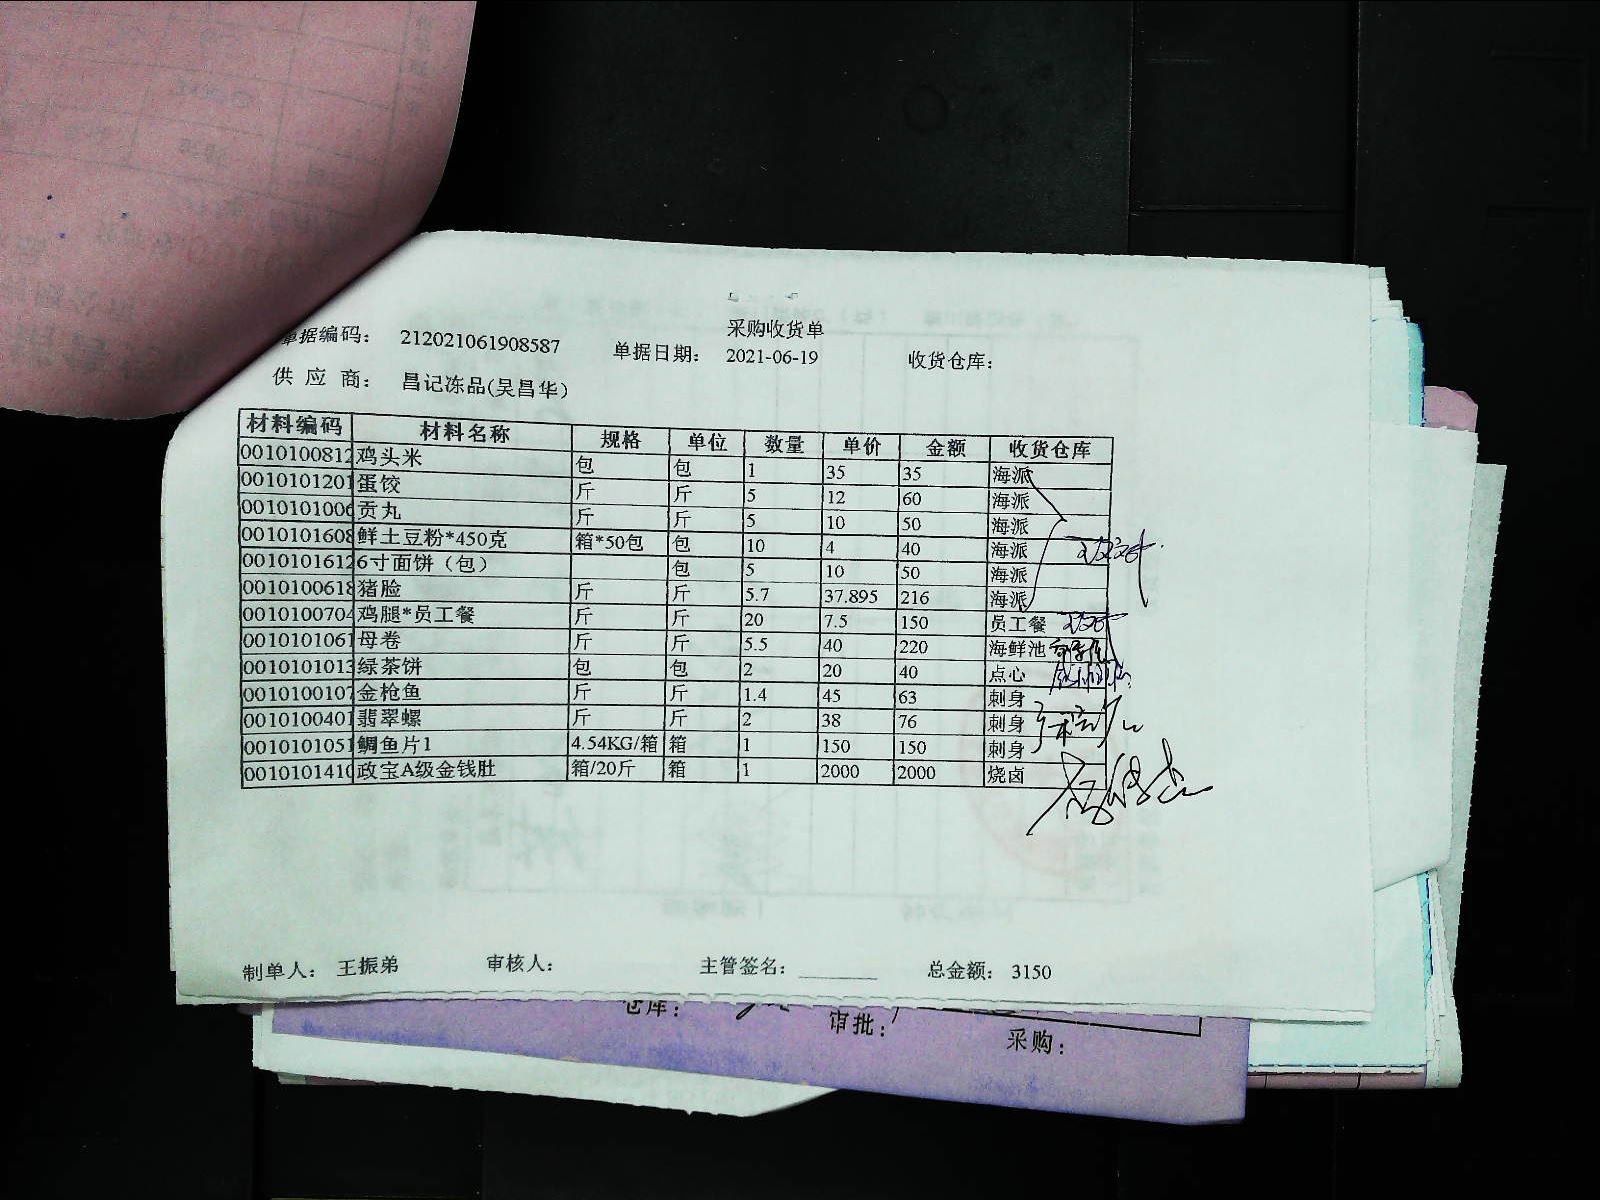 采购收货单
单据编码： 212021061908587 单据日期： 2021-06-19 收货仓库：
供 应 商： 昌记冻品(吴昌华)
材料编码 材料名称 规格 单位 数量 单价 金额 收货仓库
0010100812 鸡头米 包 包 1 35 35 海派
0010101201 蛋饺 斤 斤 5 12 60 海派
0010101006 贡丸 斤 斤 5 10 50 海派
0010101608 鲜土豆粉*450克 箱*50包 包 10 4 40 海派
0010101612 6寸面饼（包） 包 5 10 50 海派
0010100618 猪脸 斤 斤 5.7 37.895 216 海派
0010100704 鸡腿*员工餐 斤 斤 20 7.5 150 员工餐
0010101061 母卷 斤 斤 5.5 40 220 海鲜池
0010101013 绿茶饼 包 包 2 20 40 点心
0010100107 金枪鱼 斤 斤 1.4 45 63 刺身
0010100401 翡翠螺 斤 斤 2 38 76 刺身
0010101051 鲷鱼片1 4.54KG/箱 箱 1 150 150 刺身
0010101410 政宝A级金钱肚 箱/20斤 箱 1 2000 2000 烧卤
制单人： 王振弟 审核人： 主管签名： 总金额： 3150
仓库： 审批： 采购：